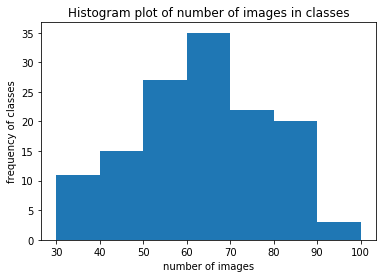 Histogram plot of number of images in classes
frequency of classes
35
30
25
20
15
10
5
0
30 40 50 60 70 80 90 100
number of images